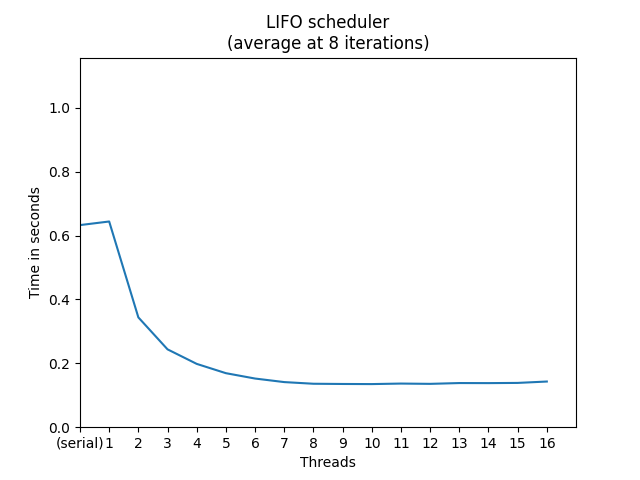 LIFO scheduler
(average at 8 iterations)
Time in seconds
1.0
0.8
0.6
0.4
0.2
0.0
(serial) 1 2 3 4 5 6 7 8 9 10 11 12 13 14 15 16
Threads